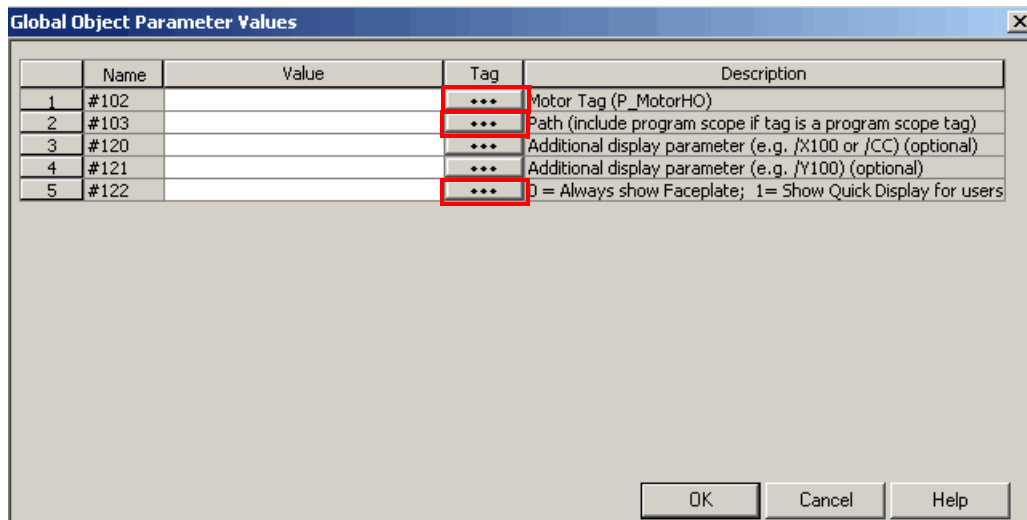 Global Object Parameter Values
Name Value Tag Description
1 #102 ••• Motor Tag (P_MotorHO)
2 #103 ••• Path (include program scope if tag is a program scope tag)
3 #120 ••• Additional display parameter (e.g. /X100 or /CC) (optional)
4 #121 ••• Additional display parameter (e.g. /Y100) (optional)
5 #122 ••• 0 = Always show Faceplate; 1= Show Quick Display for users
OK Cancel Help